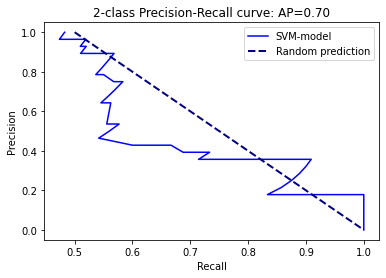 2-class Precision-Recall curve: AP=0.70
SVM-model
Random prediction
Precision
1.0
0.8
0.6
0.4
0.2
0.0
0.5 0.6 0.7 0.8 0.9 1.0
Recall